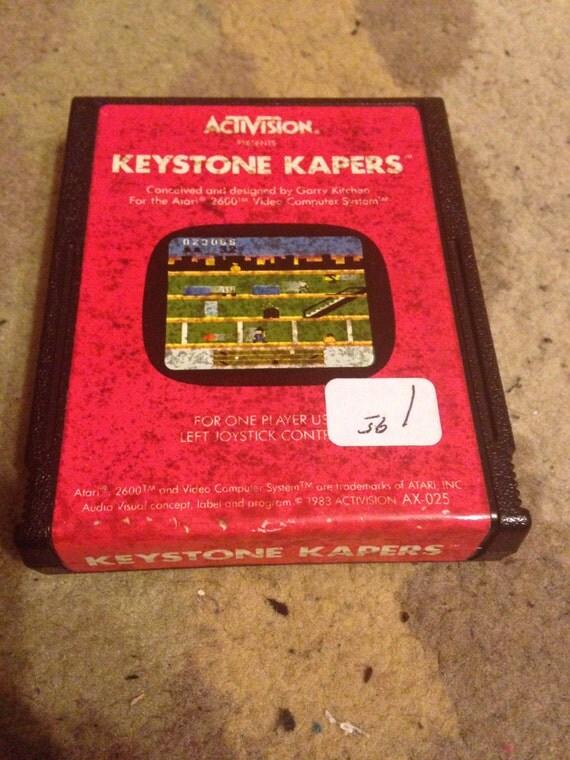 ACTIVISION®
PRESENTS
KEYSTONE KAPERS™
Conceived and designed by Garry Kitchen
For the Atari® 2600™ Video Computer System™
FOR ONE PLAYER US
LEFT JOYSTICK CONT
Atari®, 2600™ and Video Computer System™ are trademarks of ATARI, INC.
Audio Visual concept, label and program © 1983 ACTIVISION AX-025
KEYSTONE KAPERS™